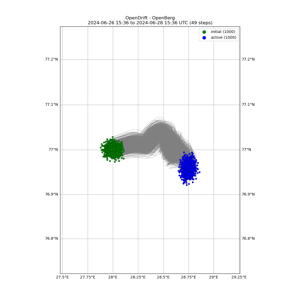 OpenDrift - OpenBerg
2024-06-26 15:36 to 2024-06-28 15:36 UTC (49 steps)
initial (1000)
active (1000)
77.2°N 77.2°N
77.1°N 77.1°N
77°N 77°N
76.9°N 76.9°N
76.8°N 76.8°N
27.5°E 27.75°E 28°E 28.25°E 28.5°E 28.75°E 29°E 29.25°E